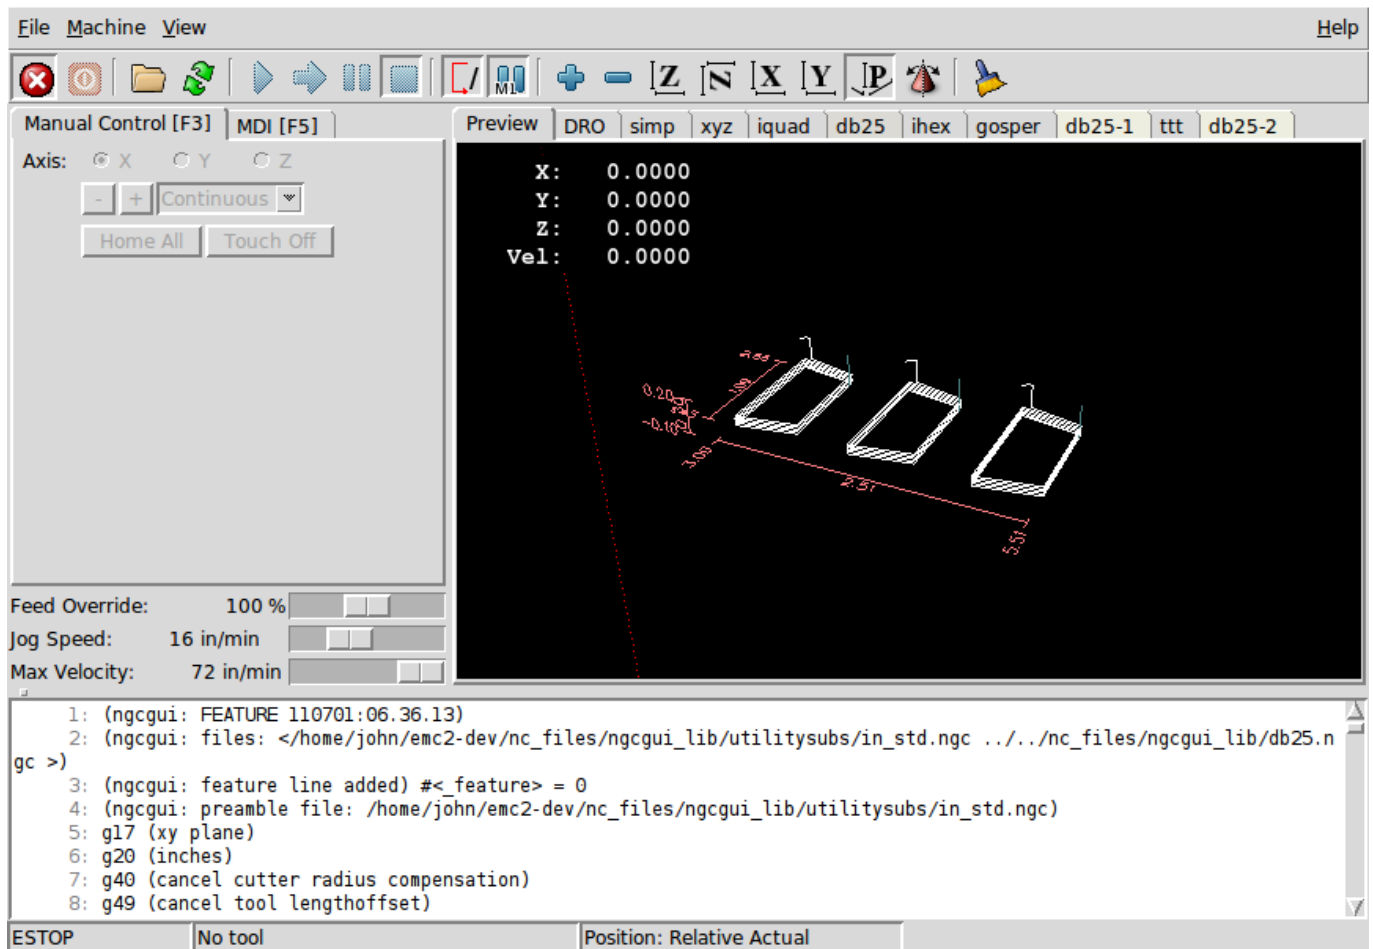 File Machine View Help
M1 Z N X Y P
Manual Control [F3] MDI [F5] Preview DRO simp xyz iquad db25 ihex gosper db25-1 ttt db25-2
Axis: X Y Z
- + Continuous
Home All Touch Off
X: 0.0000
Y: 0.0000
Z: 0.0000
Vel: 0.0000
0.20
-0.10
3.00
2.51
5.51
Feed Override: 100 %
Jog Speed: 16 in/min
Max Velocity: 72 in/min
1: (ngcgui: FEATURE 110701:06.36.13)
2: (ngcgui: files: </home/john/emc2-dev/nc_files/ngcgui_lib/utilitysubs/in_std.ngc ../../nc_files/ngcgui_lib/db25.n
gc >)
3: (ngcgui: feature line added) #<_feature> = 0
4: (ngcgui: preamble file: /home/john/emc2-dev/nc_files/ngcgui_lib/utilitysubs/in_std.ngc)
5: g17 (xy plane)
6: g20 (inches)
7: g40 (cancel cutter radius compensation)
8: g49 (cancel tool lengthoffset)
ESTOP No tool Position: Relative Actual